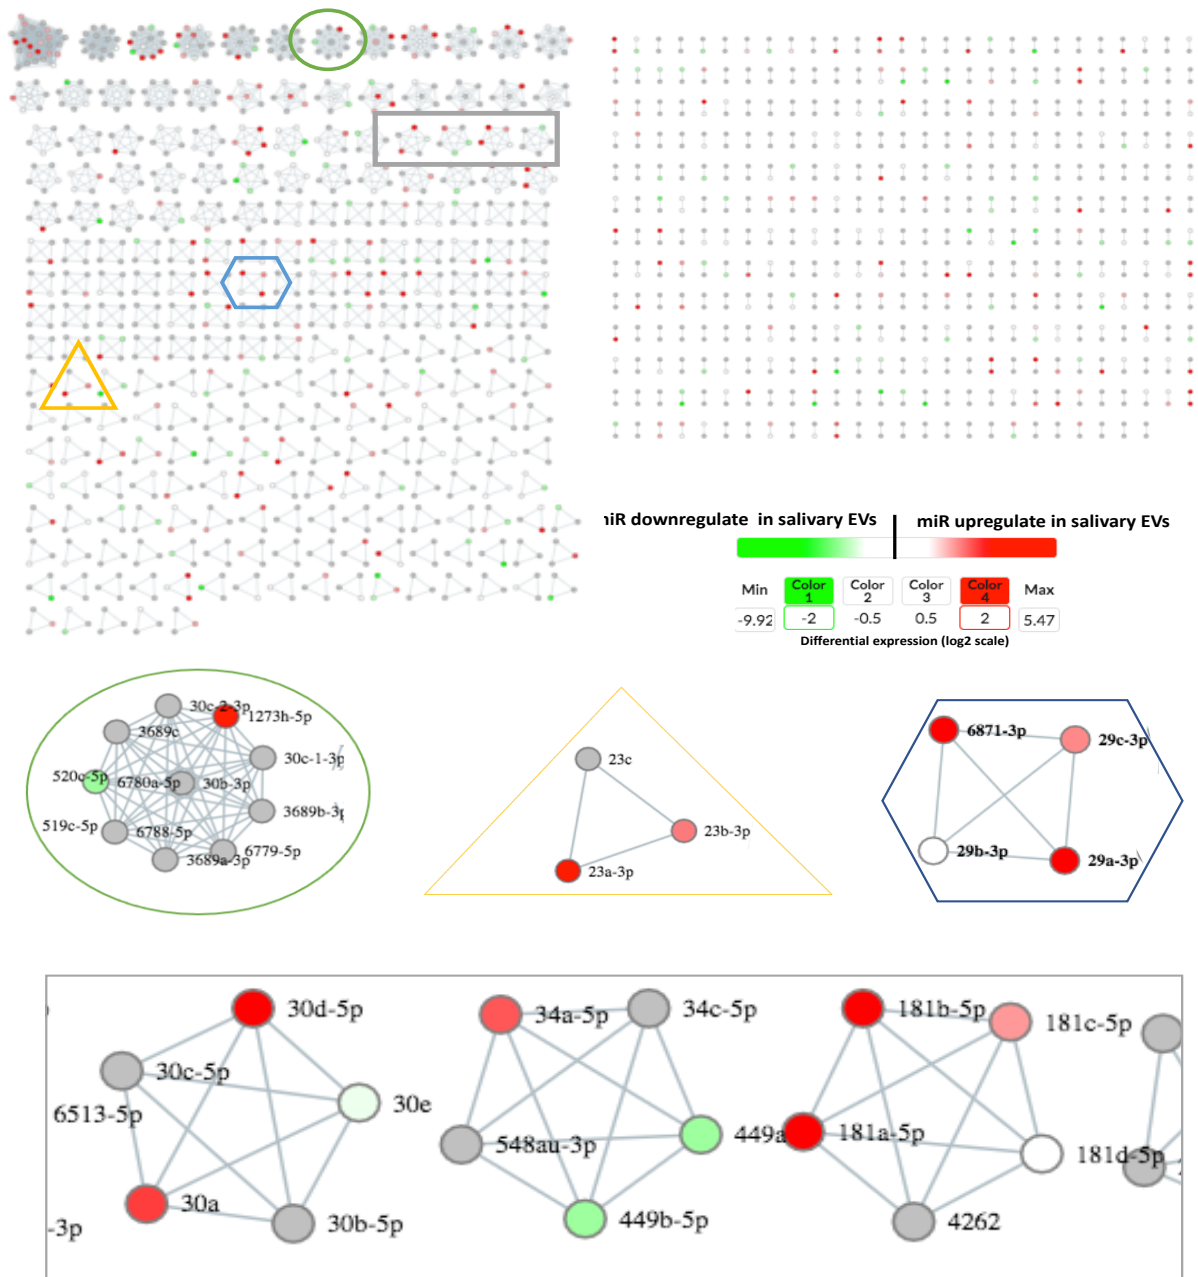 miR downregulate in salivary EVs
miR upregulate in salivary EVs
Min
Color 1
Color 2
Color 3
Color 4
Max
-9.92
-2
-0.5
0.5
2
5.47
Differential expression (log2 scale)
30c-2-3p
1273h-5p
3689c
30c-1-3p
520c-5p
6780a-5p
30b-3p
3689b-3p
519c-5p
6788-5p
6779-5p
3689a-3p
23c
23b-3p
23a-3p
6871-3p
29c-3p
29b-3p
29a-3p
30d-5p
30c-5p
6513-5p
30e
30a
30b-5p
-3p
34a-5p
34c-5p
548au-3p
449a
449b-5p
181b-5p
181c-5p
181a-5p
181d-5p
4262